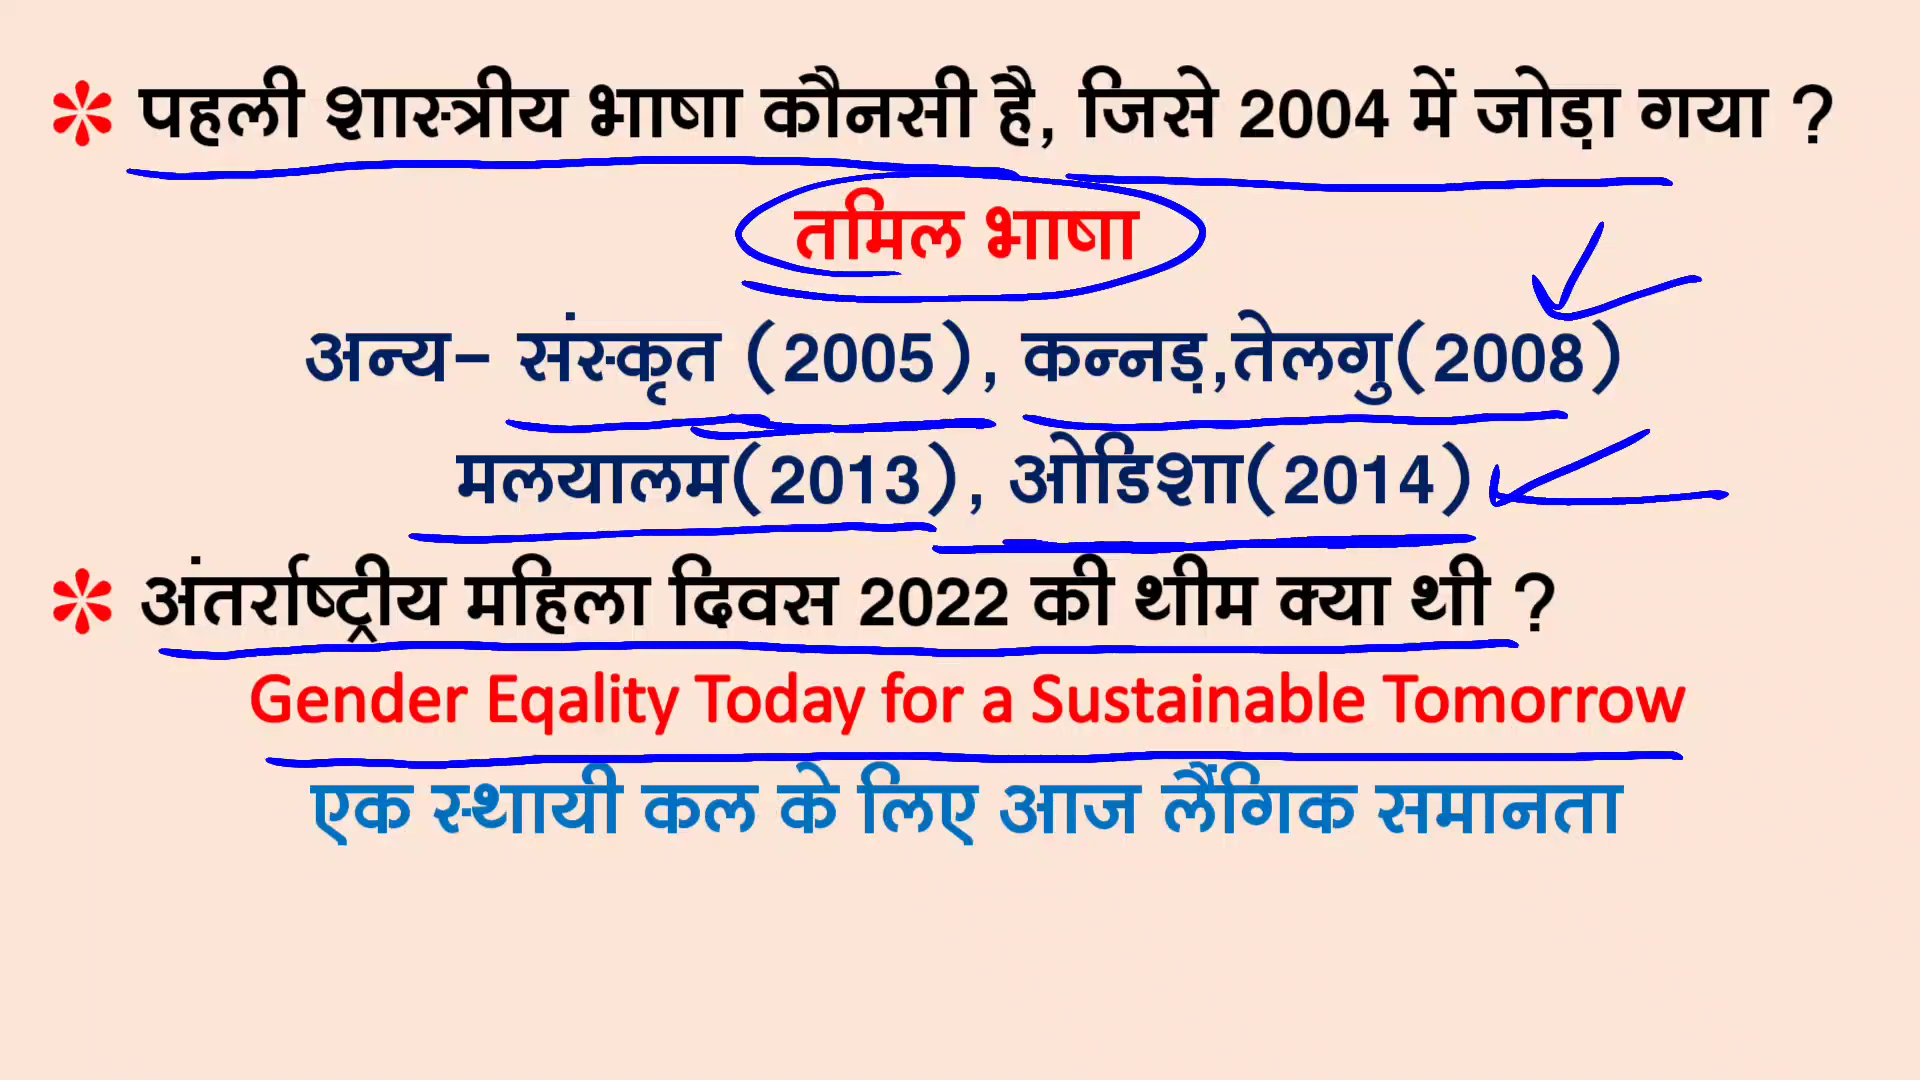 * पहली शास्त्रीय भाषा कौनसी है, जिसे 2004 में जोड़ा गया ?
तमिल भाषा
अन्य- संस्कृत (2005), कन्नड़,तेलगु(2008)
मलयालम(2013), ओडिशा(2014)
* अंतर्राष्ट्रीय महिला दिवस 2022 की थीम क्या थी ?
Gender Eqality Today for a Sustainable Tomorrow
एक स्थायी कल के लिए आज लैंगिक समानता